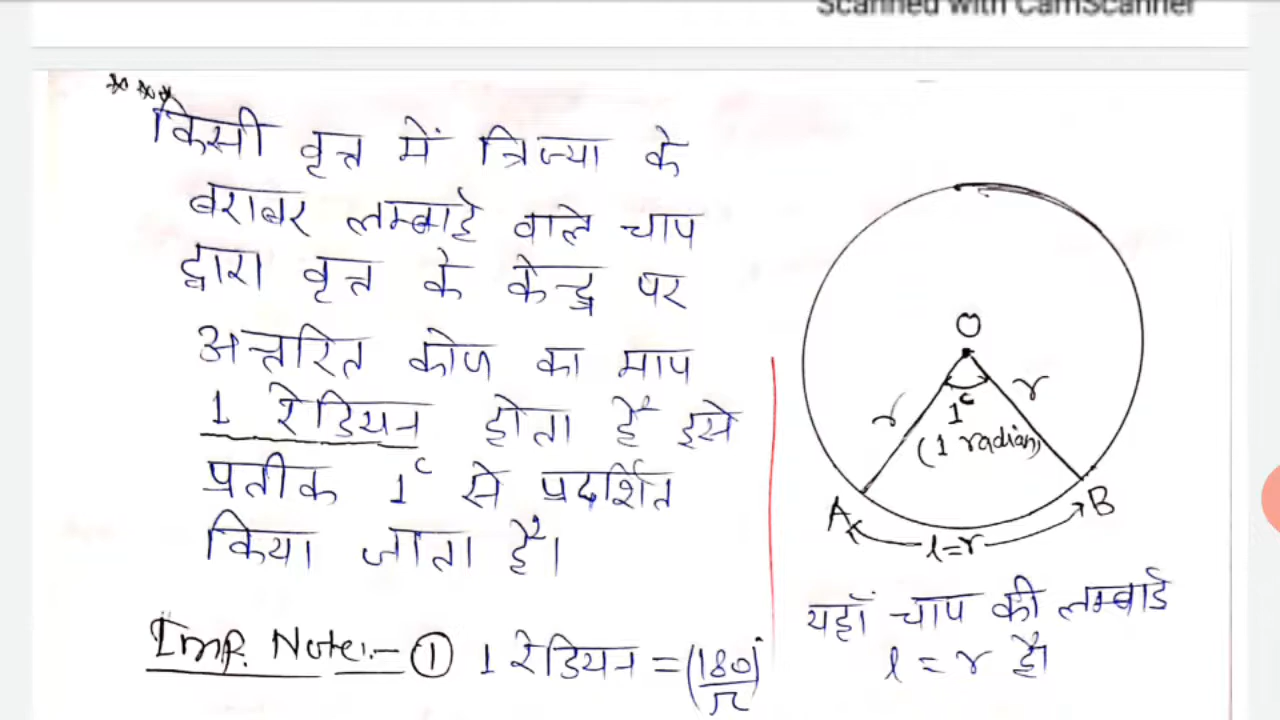 Scanned with CamScanner
किसी वृत्त में त्रिज्या के
बराबर लम्बाई वाले चाप
द्वारा वृत्त के केन्द्र पर
अन्तरित कोण का माप
1 रेडियन होता है इसे
प्रतीक 1ᶜ से प्रदर्शित
किया जाता है।
Imp. Note:- ① 1 रेडियन = (180/π)°
O
r
r
1ᶜ
(1 radian)
A
B
l=r
यहाँ चाप की लम्बाई
l = r है।